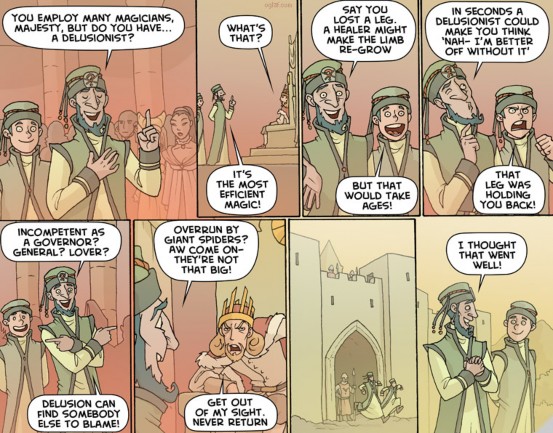 YOU EMPLOY MANY MAGICIANS,
MAJESTY, BUT DO YOU HAVE...
A DELUSIONIST?
WHAT'S
THAT?
IT'S
THE MOST
EFFICIENT
MAGIC!
SAY YOU
LOST A LEG.
A HEALER MIGHT
MAKE THE LIMB
RE-GROW
BUT THAT
WOULD TAKE
AGES!
IN SECONDS A
DELUSIONIST COULD
MAKE YOU THINK
'NAH- I'M BETTER
OFF WITHOUT IT'
THAT
LEG WAS
HOLDING
YOU BACK!
INCOMPETENT AS
A GOVERNOR?
GENERAL? LOVER?
DELUSION CAN
FIND SOMEBODY
ELSE TO BLAME!
OVERRUN BY
GIANT SPIDERS?
AW COME ON-
THEY'RE NOT
THAT BIG!
GET OUT
OF MY SIGHT.
NEVER RETURN
I THOUGHT
THAT WENT
WELL!